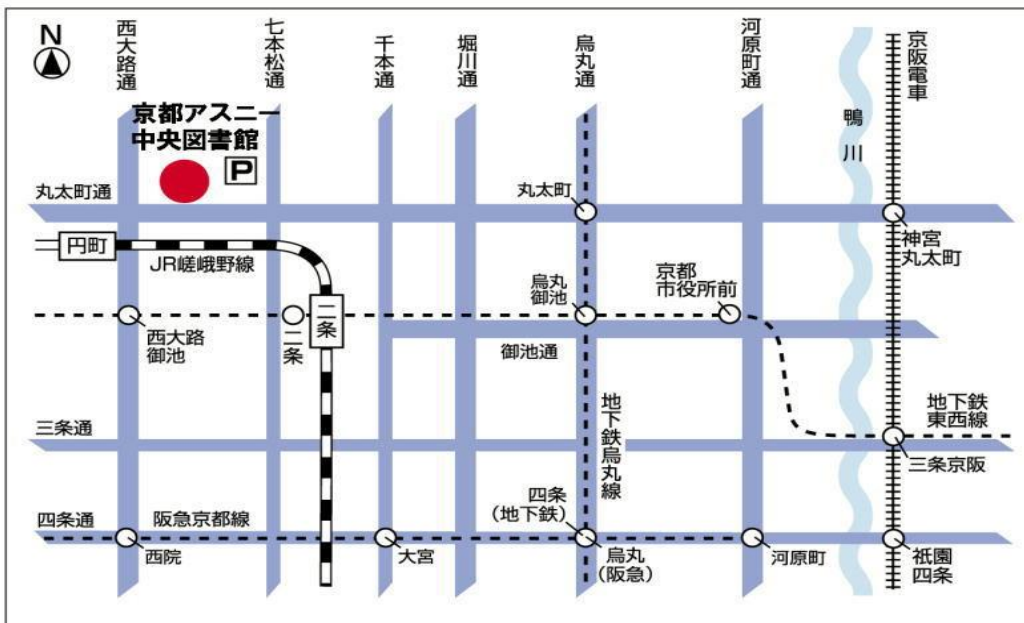 N
西大路通
七本松通
千本通
堀川通
烏丸通
河原町通
京阪電車
鴨川
京都アスニー
中央図書館
P
丸太町通
丸太町
神宮
丸太町
円町
JR嵯峨野線
二条
西大路
御池
二条
烏丸
御池
京都
市役所前
御池通
地下鉄
東西線
三条通
地下鉄烏丸線
三条京阪
四条通
阪急京都線
四条
(地下鉄)
西院
大宮
烏丸
(阪急)
河原町
祇園
四条